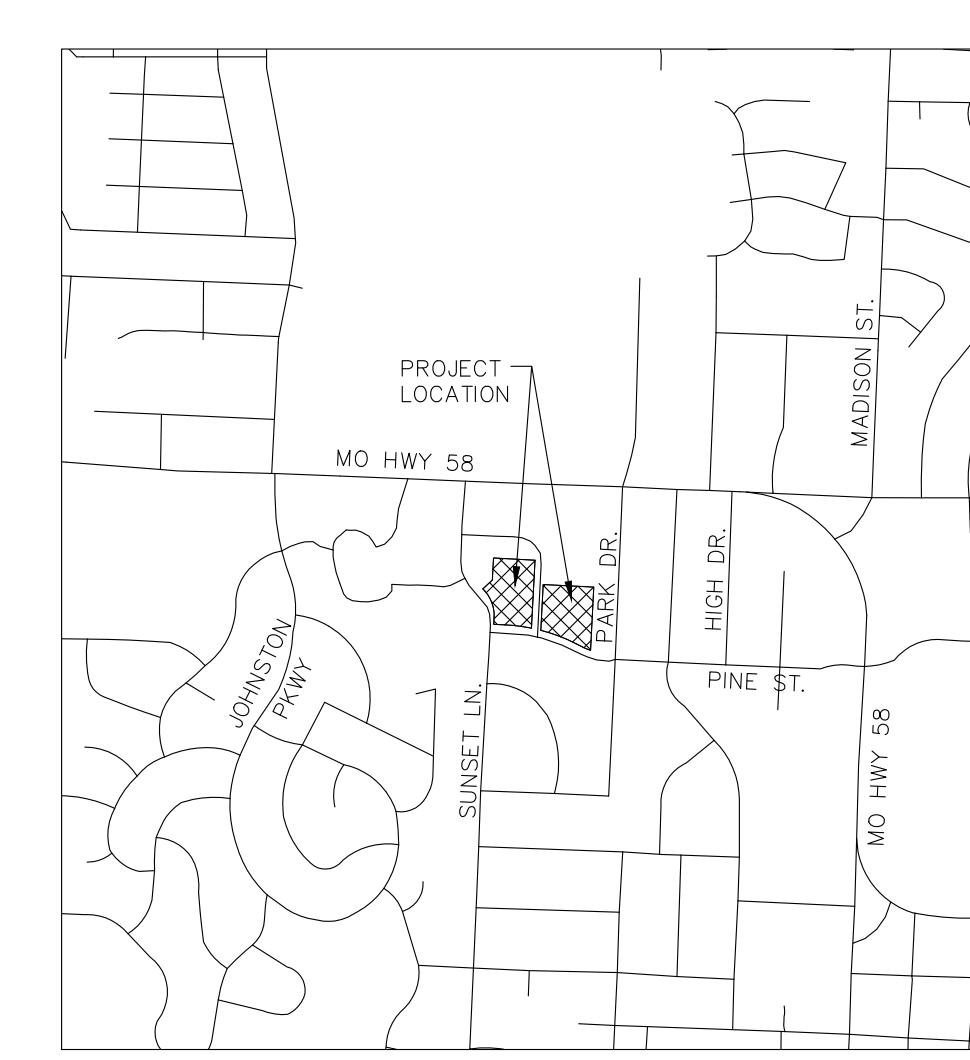 MADISON ST.
PROJECT
LOCATION
MO HWY 58
PARK DR.
HIGH DR.
JOHNSTON
PKWY
PINE ST.
SUNSET LN.
MO HWY 58